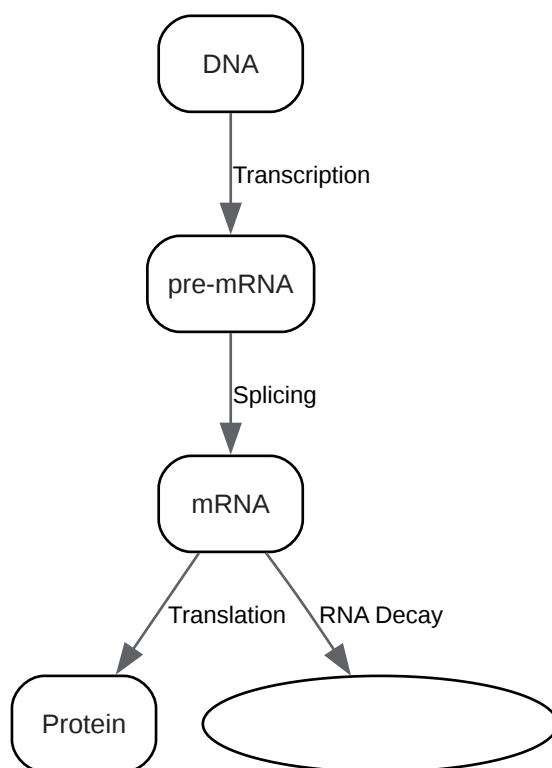 DNA
Transcription
pre-mRNA
Splicing
mRNA
Translation
RNA Decay
Protein